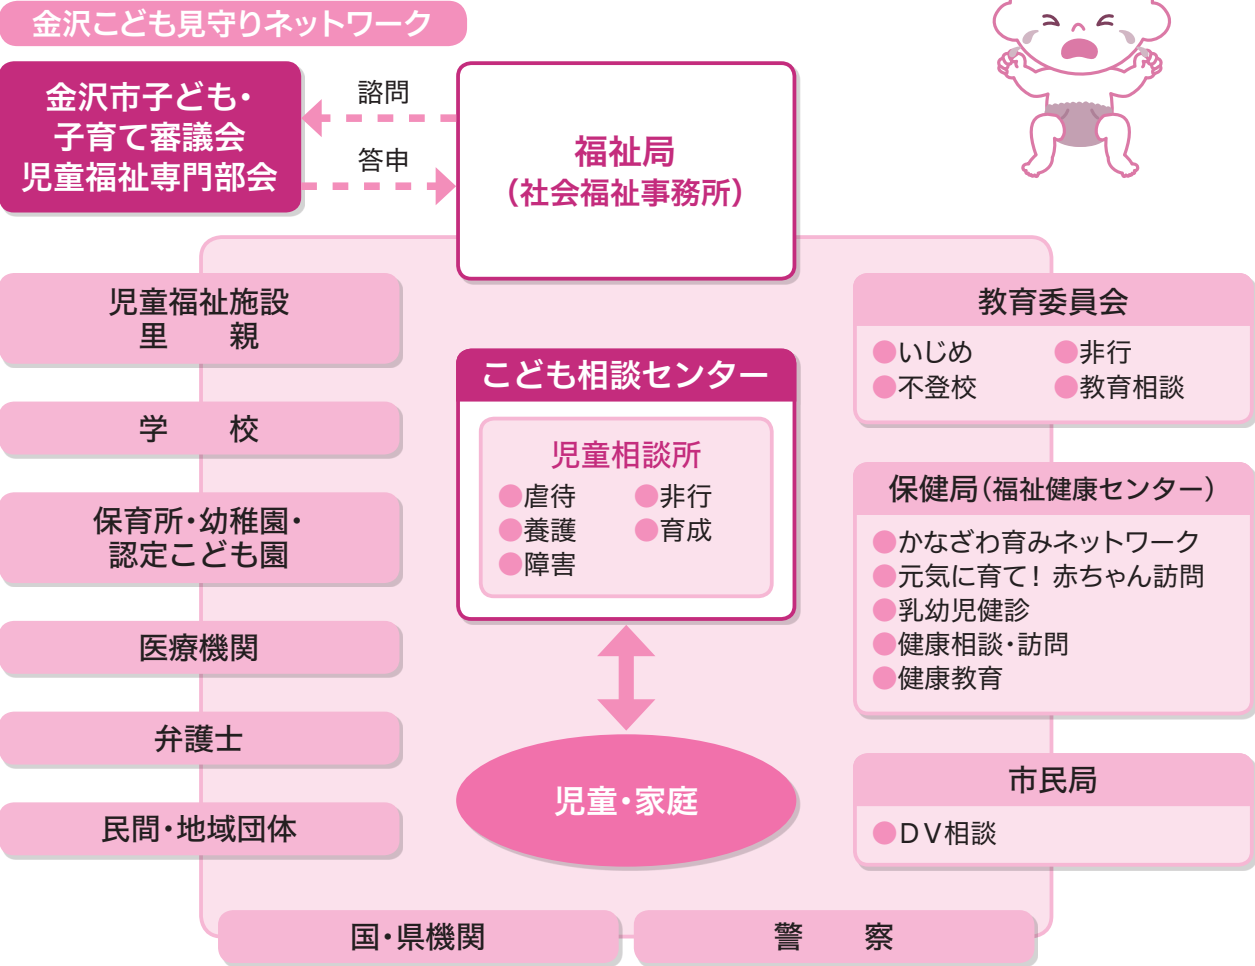 金沢こども見守りネットワーク
金沢市子ども・
子育て審議会
児童福祉専門部会
諮問
答申
福祉局
（社会福祉事務所）
児童福祉施設
里　　親
学　　校
保育所・幼稚園・
認定こども園
医療機関
弁護士
民間・地域団体
こども相談センター
児童相談所
●虐待　●非行
●養護　●育成
●障害
児童・家庭
教育委員会
●いじめ　●非行
●不登校　●教育相談
保健局（福祉健康センター）
●かなざわ育みネットワーク
●元気に育て！ 赤ちゃん訪問
●乳幼児健診
●健康相談・訪問
●健康教育
市民局
●DV相談
国・県機関
警　　察